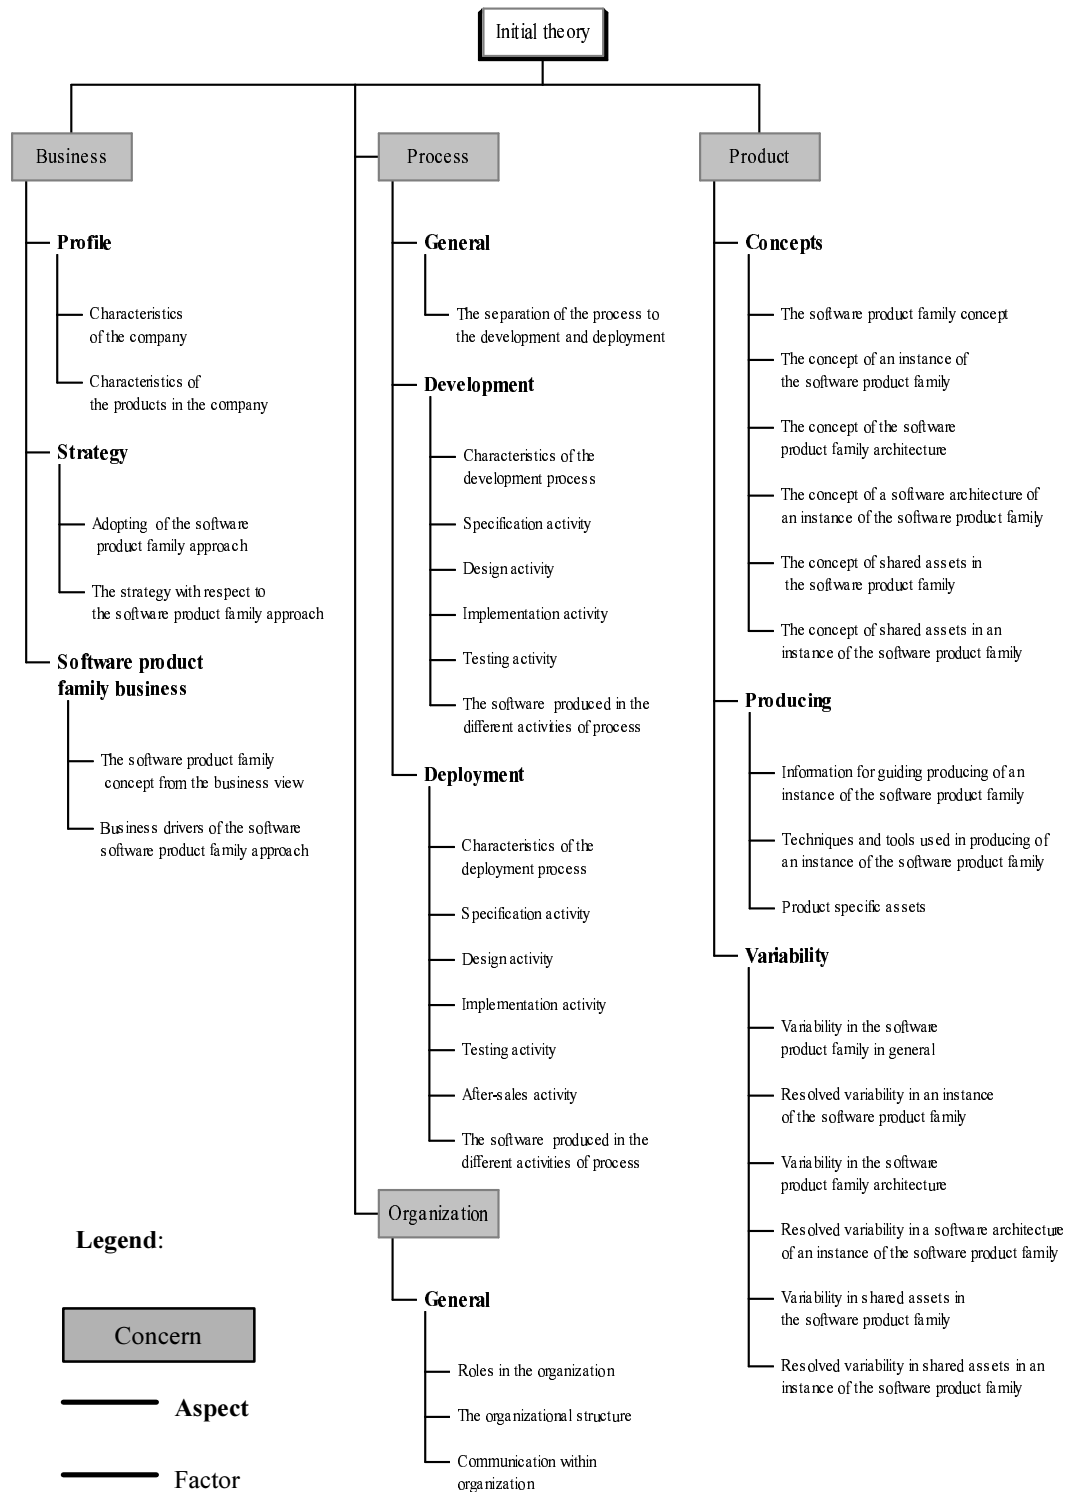 Initial theory
Business
Profile
Characteristics
of the company
Characteristics of
the products in the company
Strategy
Adopting of the software
product family approach
The strategy with respect to
the software product family approach
Software product
family business
The software product family
concept from the business view
Business drivers of the software
software product family approach
Process
General
The separation of the process to
the development and deployment
Development
Characteristics of the
development process
Specification activity
Design activity
Implementation activity
Testing activity
The software produced in the
different activities of process
Deployment
Characteristics of the
deployment process
Specification activity
Design activity
Implementation activity
Testing activity
After-sales activity
The software produced in the
different activities of process
Organization
General
Roles in the organization
The organizational structure
Communication within
organization
Product
Concepts
The software product family concept
The concept of an instance of
the software product family
The concept of the software
product family architecture
The concept of a software architecture of
an instance of the software product family
The concept of shared assets in
the software product family
The concept of shared assets in an
instance of the software product family
Producing
Information for guiding producing of an
instance of the software product family
Techniques and tools used in producing of
an instance of the software product family
Product specific assets
Variability
Variability in the software
product family in general
Resolved variability in an instance
of the software product family
Variability in the software
product family architecture
Resolved variability in a software architecture
of an instance of the software product family
Variability in shared assets in
the software product family
Resolved variability in shared assets in an
instance of the software product family
Legend:
Concern
Aspect
Factor